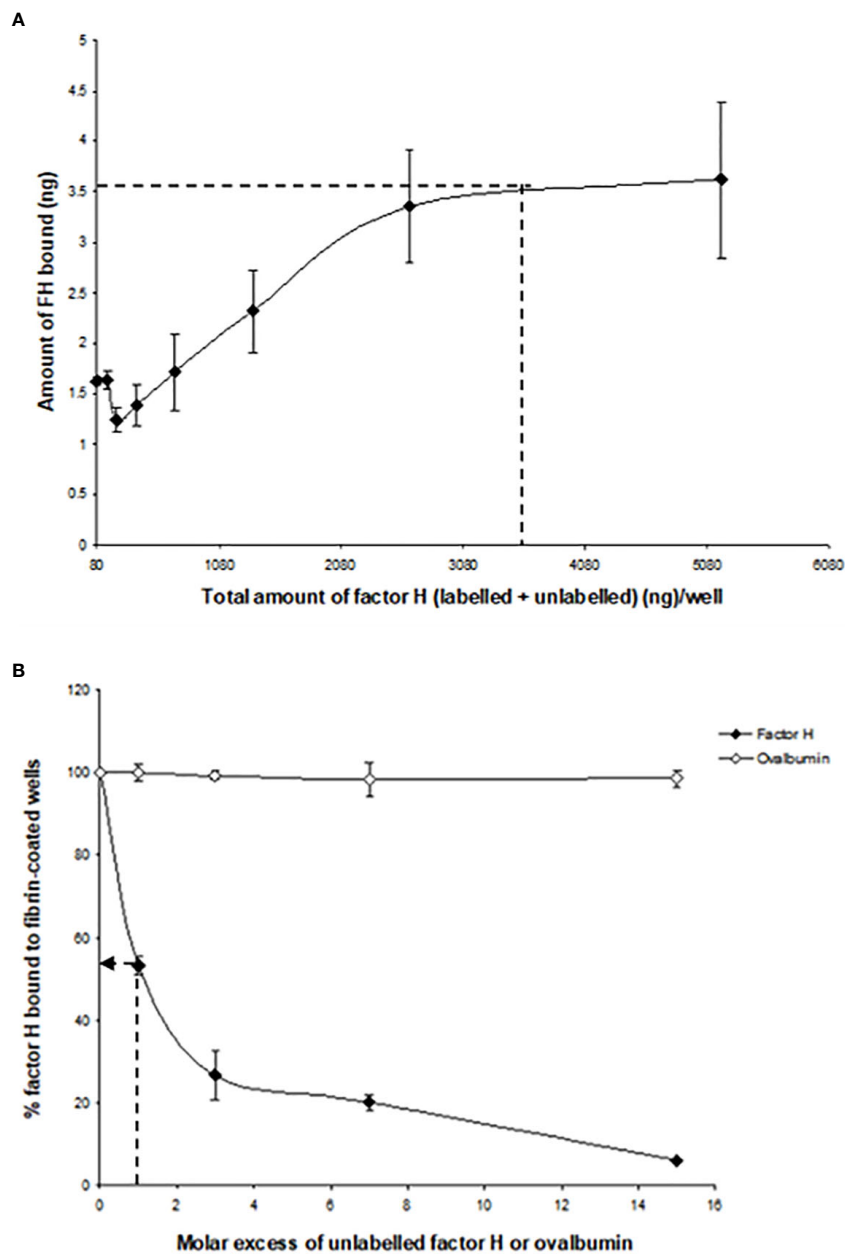 A
5
4.5
4
3.5
3
2.5
2
1.5
1
0.5
0
80 1080 2080 3080 4080 5080 6080
Amount of FH bound (ng)
Total amount of factor H (labelled + unlabelled) (ng)/well
B
120
100
80
60
40
20
0
0 2 4 6 8 10 12 14 16
% factor H bound to fibrin-coated wells
Factor H
Ovalbumin
Molar excess of unlabelled factor H or ovalbumin